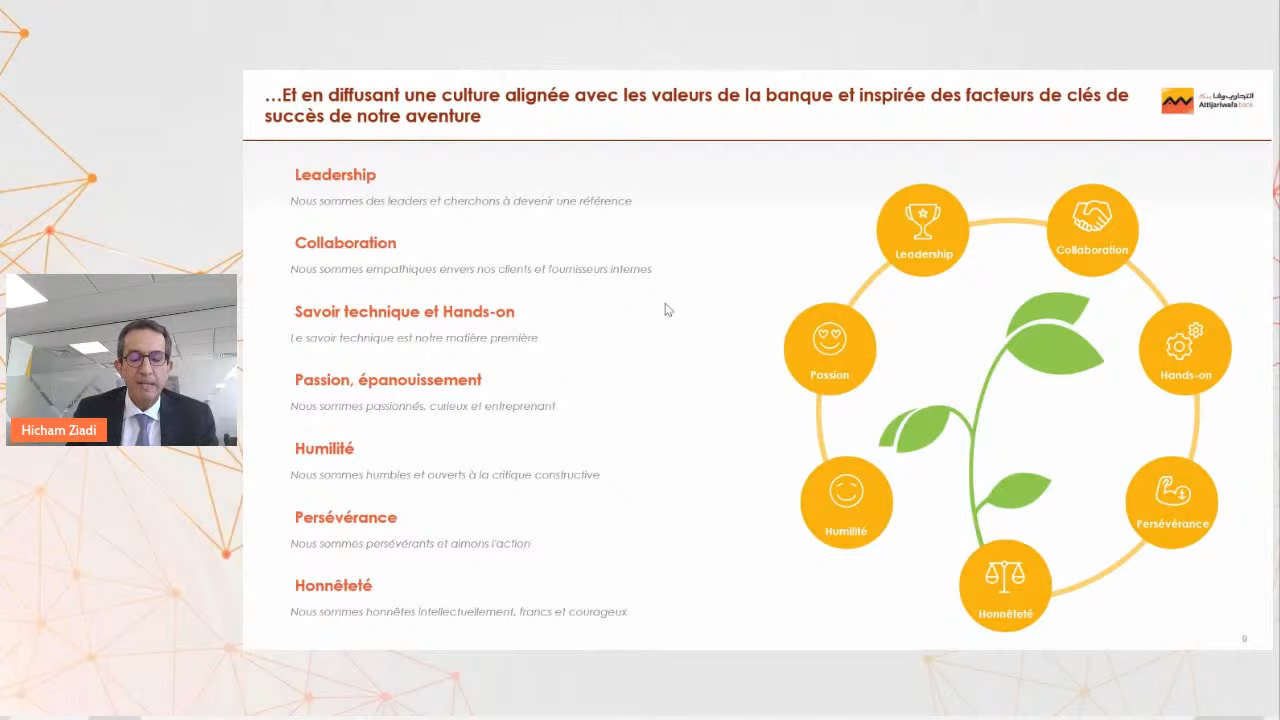 …Et en diffusant une culture alignée avec les valeurs de la banque et inspirée des facteurs de clés de
succès de notre aventure
التجاري وفا بنك
Attijariwafa bank
Leadership
Nous sommes des leaders et cherchons à devenir une référence
Collaboration
Nous sommes empathiques envers nos clients et fournisseurs internes
Savoir technique et Hands-on
Le savoir technique est notre matière première
Passion, épanouissement
Nous sommes passionnés, curieux et entreprenant
Humilité
Nous sommes humbles et ouverts à la critique constructive
Persévérance
Nous sommes persévérants et aimons l'action
Honnêteté
Nous sommes honnêtes intellectuellement, francs et courageux
Leadership
Collaboration
Passion
Hands-on
Humilité
Persévérance
Honnêteté
Hicham Ziadi
9